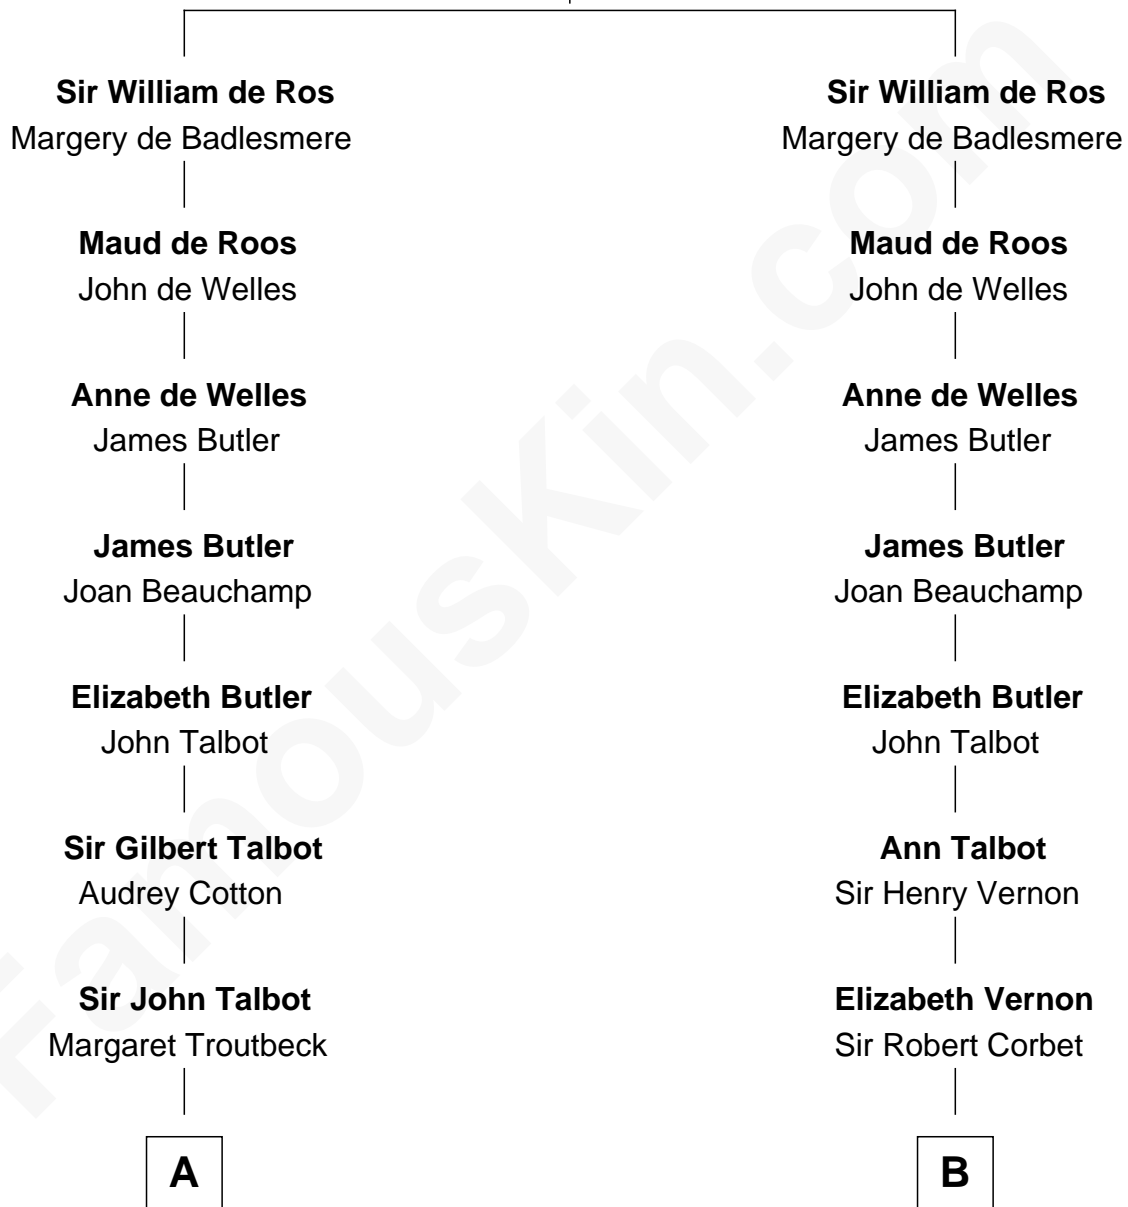 Sir William de Ros
Margery de Badlesmere
Maud de Roos
John de Welles
Anne de Welles
James Butler
James Butler
Joan Beauchamp
Elizabeth Butler
John Talbot
Sir Gilbert Talbot
Audrey Cotton
Sir John Talbot
Margaret Troutbeck
A
Sir William de Ros
Margery de Badlesmere
Maud de Roos
John de Welles
Anne de Welles
James Butler
James Butler
Joan Beauchamp
Elizabeth Butler
John Talbot
Ann Talbot
Sir Henry Vernon
Elizabeth Vernon
Sir Robert Corbet
B
FamousKin.com